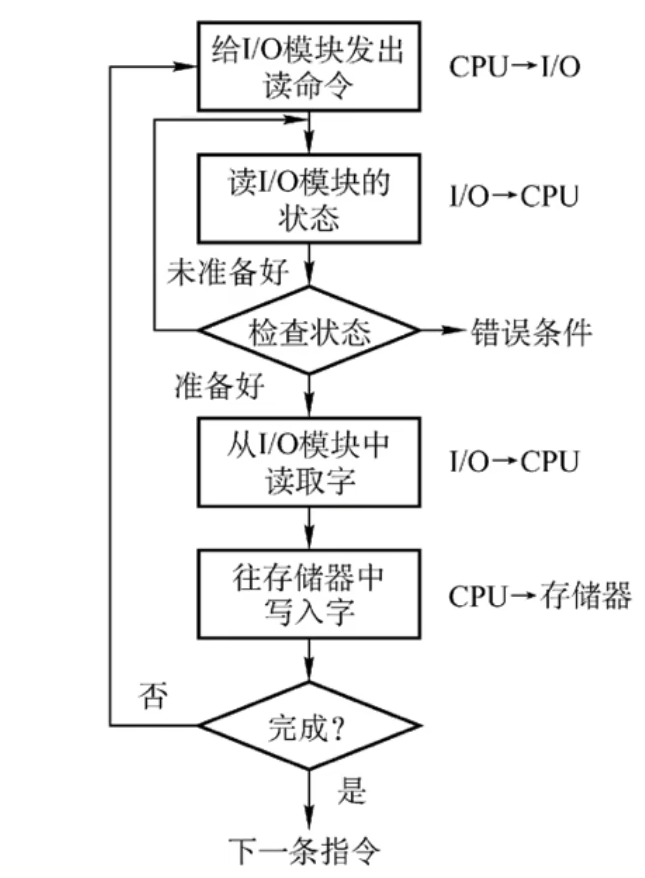 给I/O模块发出
读命令
CPU→I/O
读I/O模块的
状态
I/O→CPU
未准备好
检查状态
错误条件
准备好
从I/O模块中
读取字
I/O→CPU
往存储器中
写入字
CPU→存储器
否
完成？
是
下一条指令